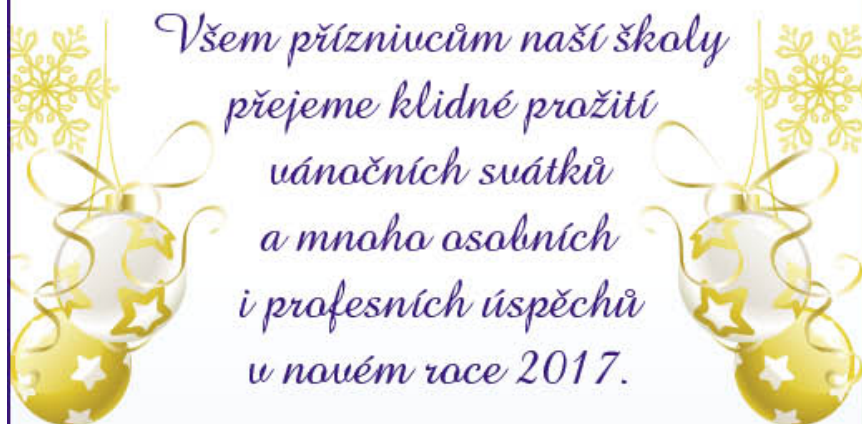 Všem příznivcům naší školy
přejeme klidné prožití
vánočních svátků
a mnoho osobních
i profesních úspěchů
v novém roce 2017.